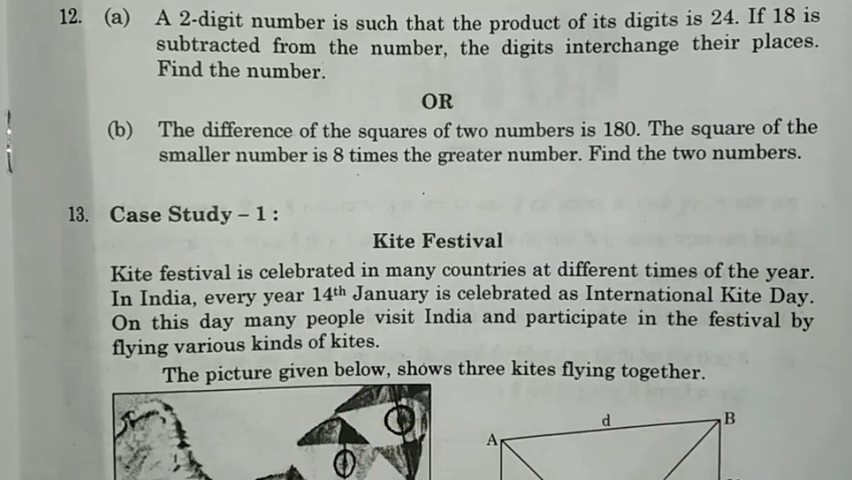 12. (a) A 2-digit number is such that the product of its digits is 24. If 18 is
subtracted from the number, the digits interchange their places.
Find the number.
OR
(b) The difference of the squares of two numbers is 180. The square of the
smaller number is 8 times the greater number. Find the two numbers.
13. Case Study – 1 :
Kite Festival
Kite festival is celebrated in many countries at different times of the year.
In India, every year 14th January is celebrated as International Kite Day.
On this day many people visit India and participate in the festival by
flying various kinds of kites.
The picture given below, shows three kites flying together.
d
B
A